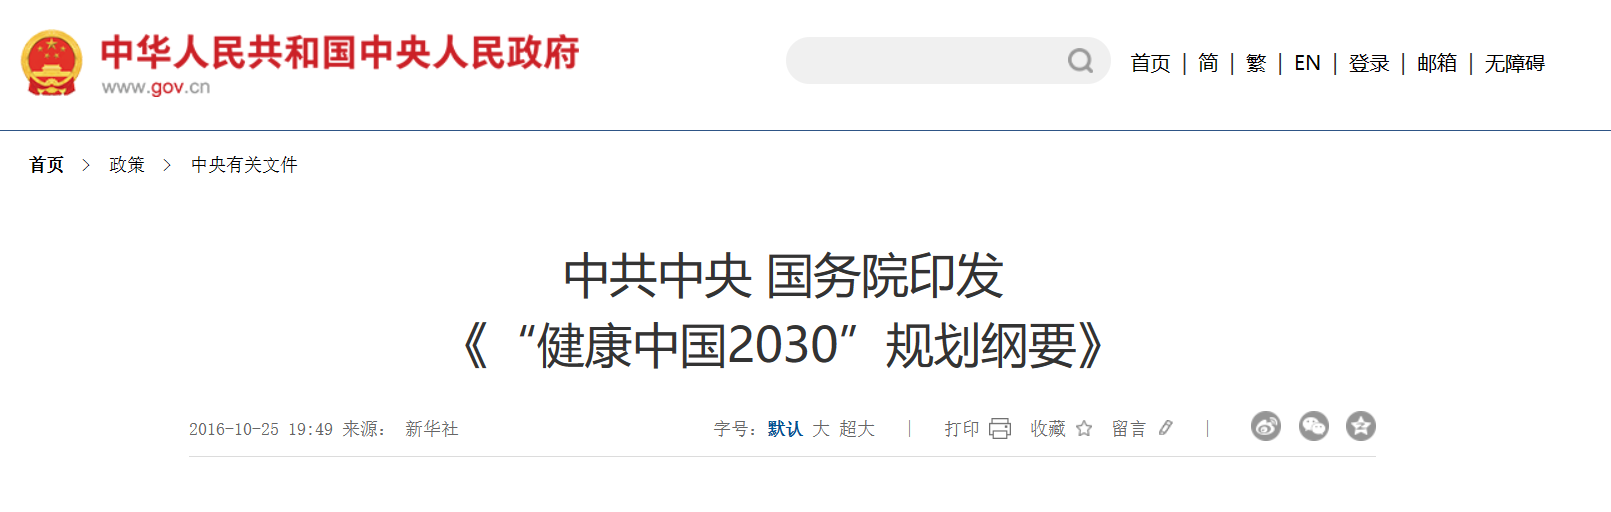 中华人民共和国中央人民政府
www.gov.cn
首页 | 简 | 繁 | EN | 登录 | 邮箱 | 无障碍
首页 > 政策 > 中央有关文件
中共中央 国务院印发
《“健康中国2030”规划纲要》
2016-10-25 19:49 来源： 新华社
字号：默认 大 超大 | 打印 收藏 留言 |